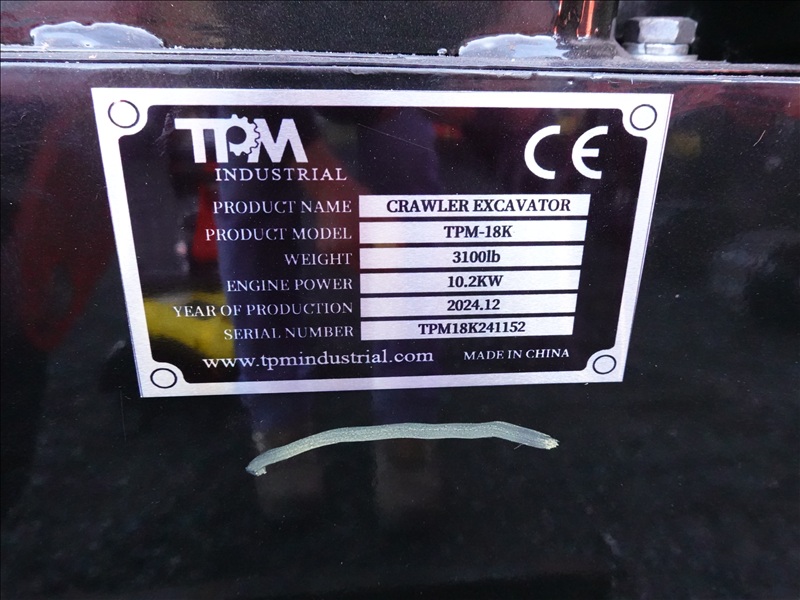 TPM
INDUSTRIAL
CE
PRODUCT NAME CRAWLER EXCAVATOR
PRODUCT MODEL TPM-18K
WEIGHT 3100lb
ENGINE POWER 10.2KW
YEAR OF PRODUCTION 2024.12
SERIAL NUMBER TPM18K241152
www.tpmindustrial.com MADE IN CHINA